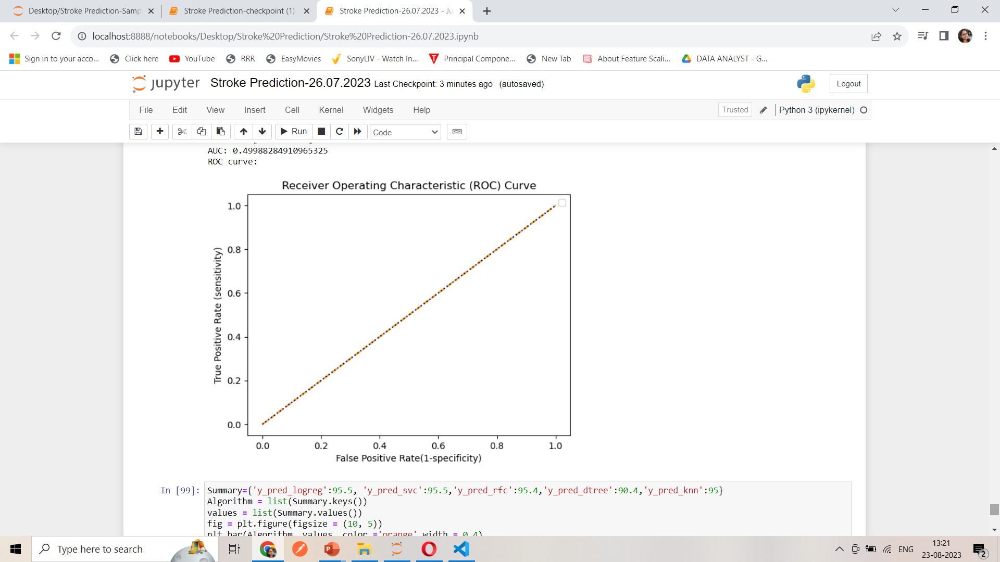 Desktop/Stroke Prediction-Samp
Stroke Prediction-checkpoint (1)
Stroke Prediction-26.07.2023 - Ju
localhost:8888/notebooks/Desktop/Stroke%20Prediction/Stroke%20Prediction-26.07.2023.ipynb
Sign in to your acco... Click here YouTube RRR EasyMovies SonyLIV - Watch In... Principal Compone... New Tab About Feature Scali... DATA ANALYST - G...
jupyter Stroke Prediction-26.07.2023 Last Checkpoint: 3 minutes ago (autosaved) Logout
File Edit View Insert Cell Kernel Widgets Help Trusted Python 3 (ipykernel)
Run Code
AUC: 0.49988284910965325
ROC curve:
Receiver Operating Characteristic (ROC) Curve
True Positive Rate (sensitivity)
1.0
0.8
0.6
0.4
0.2
0.0
0.0 0.2 0.4 0.6 0.8 1.0
False Positive Rate(1-specificity)
In [99]: Summary={'y_pred_logreg':95.5, 'y_pred_svc':95.5,'y_pred_rfc':95.4,'y_pred_dtree':90.4,'y_pred_knn':95}
Algorithm = list(Summary.keys())
values = list(Summary.values())
fig = plt.figure(figsize = (10, 5))
plt.bar(Algorithm, values, color ='orange',width = 0.4)
Type here to search
ENG
13:21
23-08-2023
2